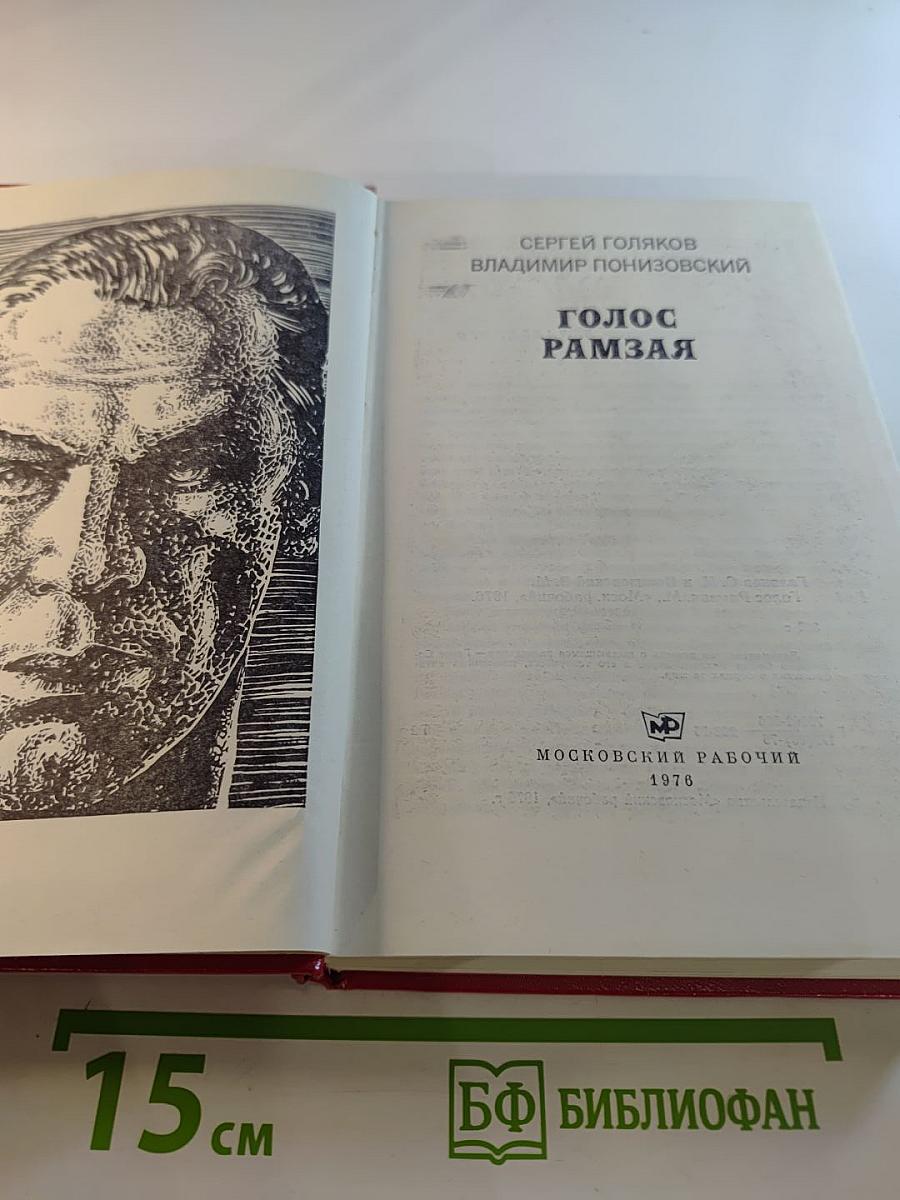 СЕРГЕЙ ГОЛЯКОВ
ВЛАДИМИР ПОНИЗОВСКИЙ
ГОЛОС
РАМЗАЯ
МР
МОСКОВСКИЙ РАБОЧИЙ
1976
15 см
БФ БИБЛИОФАН